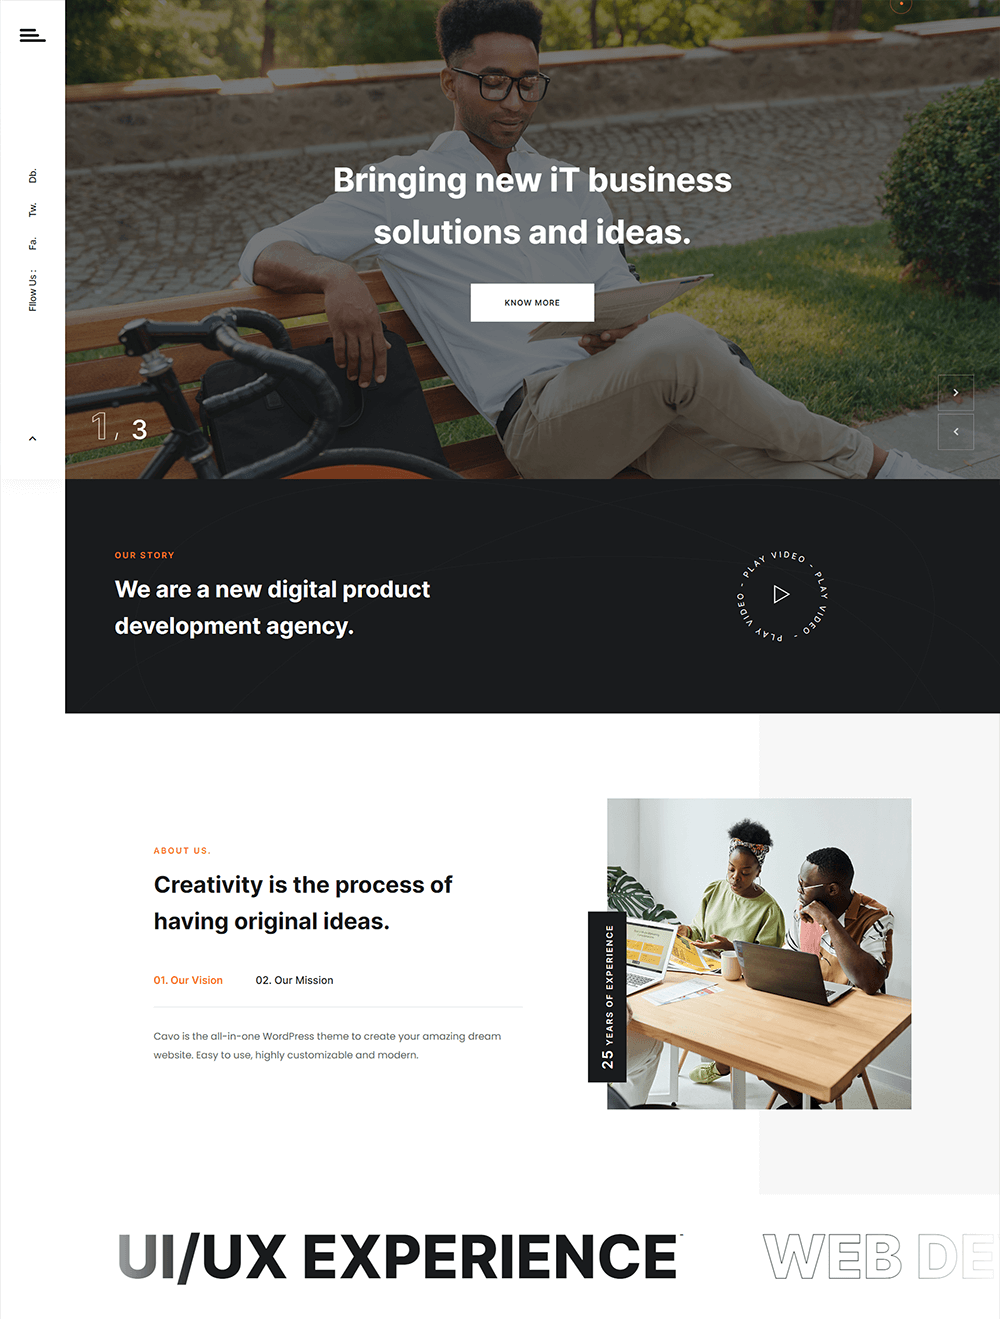 Db.
Tw.
Fa.
Fllow Us :
Bringing new iT business
solutions and ideas.
KNOW MORE
1 , 3
OUR STORY
We are a new digital product
development agency.
PLAY VIDEO - PLAY VIDEO - PLAY VIDEO -
ABOUT US.
Creativity is the process of
having original ideas.
01. Our Vision 02. Our Mission
Cavo is the all-in-one WordPress theme to create your amazing dream
website. Easy to use, highly customizable and modern.
25 YEARS OF EXPERIENCE
UI/UX EXPERIENCE WEB DE